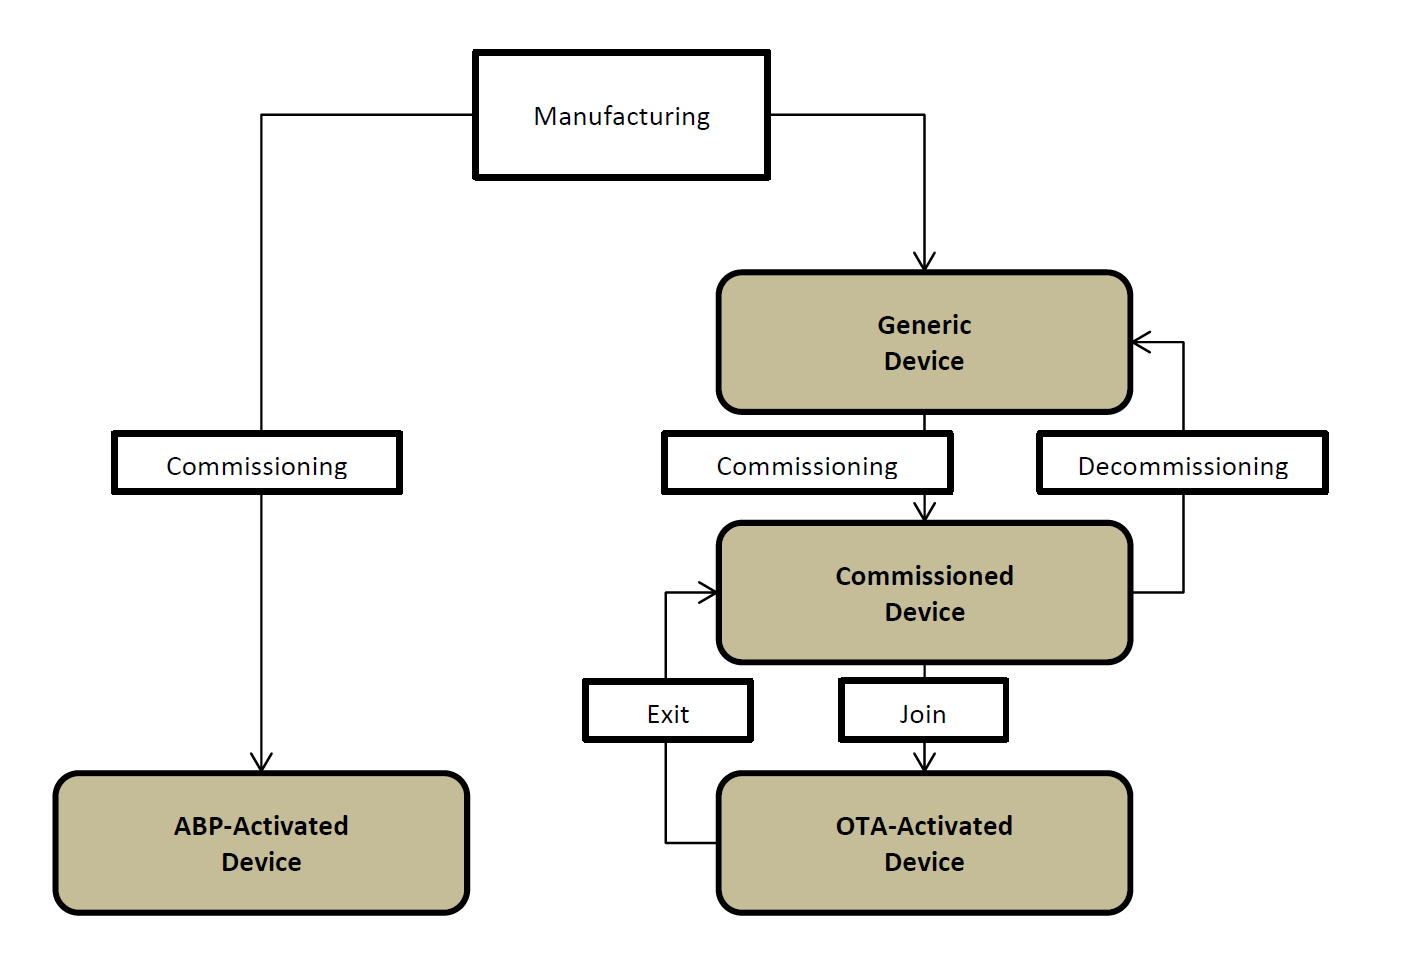 Manufacturing
Generic
Device
Commissioning
Commissioning
Decommissioning
Commissioned
Device
Exit
Join
ABP-Activated
Device
OTA-Activated
Device